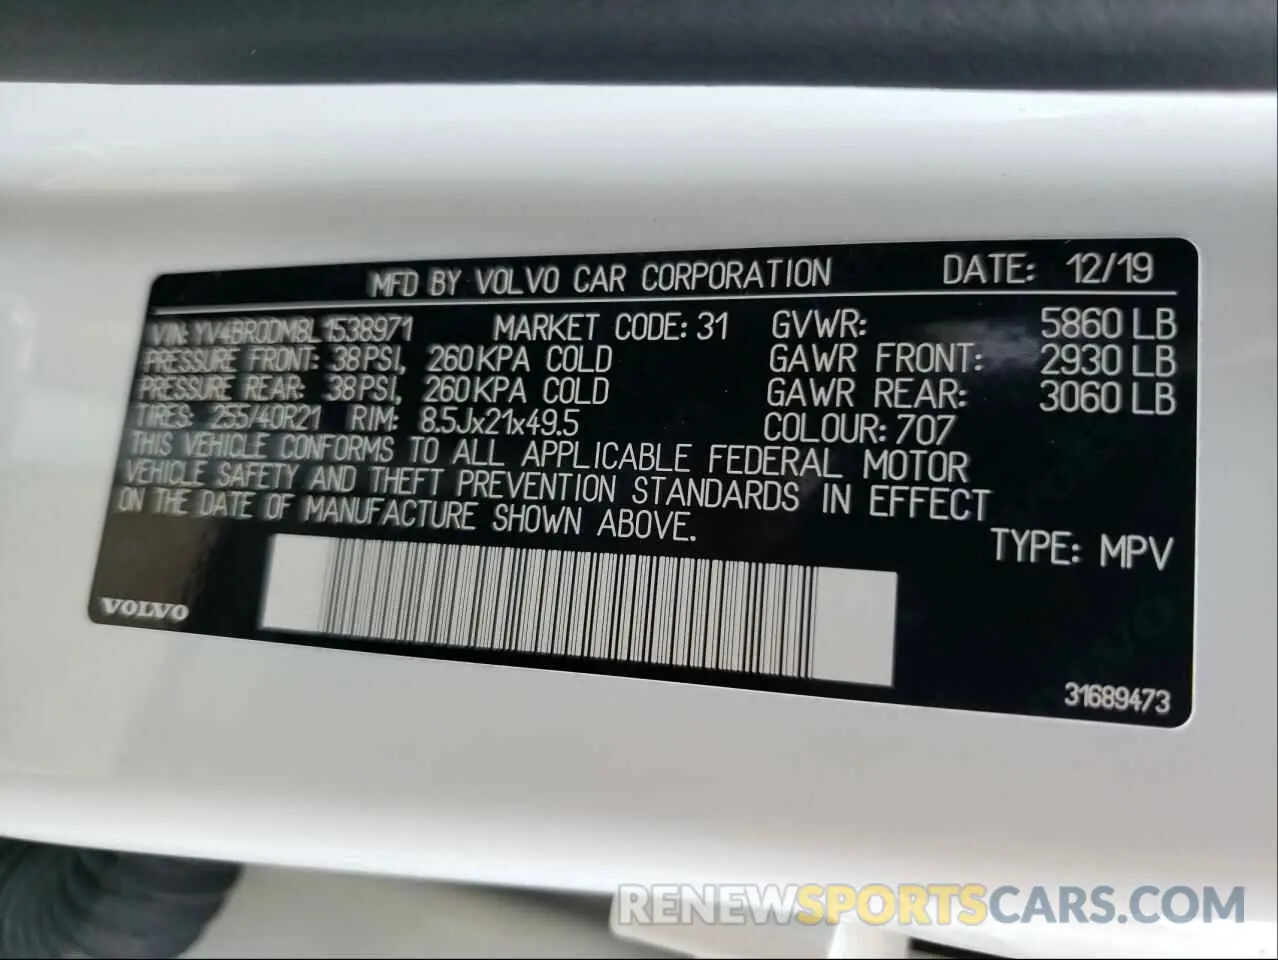 MFD BY VOLVO CAR CORPORATION DATE: 12/19
VIN: YV4BR0DM8L1538971 MARKET CODE: 31 GVWR: 5860 LB
PRESSURE FRONT: 38 PSI, 260 KPA COLD GAWR FRONT: 2930 LB
PRESSURE REAR: 38 PSI, 260 KPA COLD GAWR REAR: 3060 LB
TIRES: 255/40R21 RIM: 8.5Jx21x49.5 COLOUR: 707
THIS VEHICLE CONFORMS TO ALL APPLICABLE FEDERAL MOTOR
VEHICLE SAFETY AND THEFT PREVENTION STANDARDS IN EFFECT
ON THE DATE OF MANUFACTURE SHOWN ABOVE.
TYPE: MPV
VOLVO
31689473
RENEWSPORTSCARS.COM